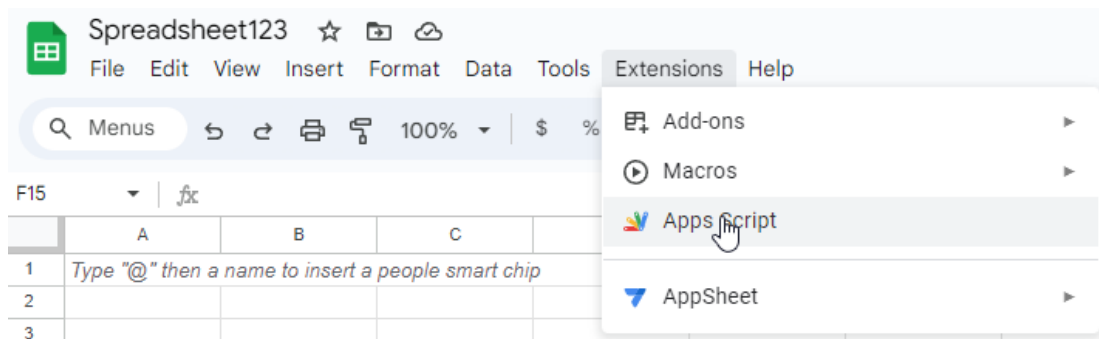 Spreadsheet123
File Edit View Insert Format Data Tools Extensions Help
Menus 100% $ %
Add-ons
Macros
Apps Script
AppSheet
F15 fx
A B C
1 Type "@" then a name to insert a people smart chip
2
3